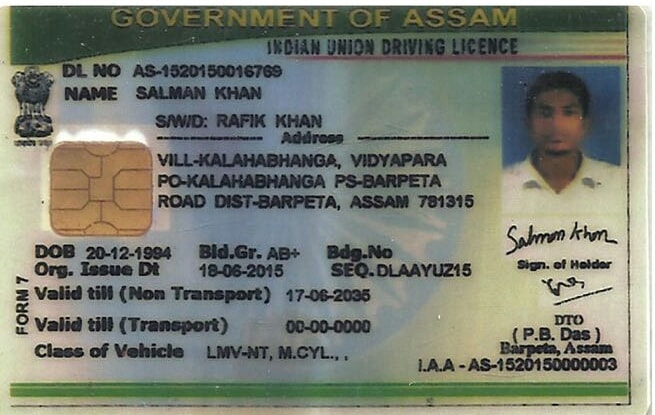 GOVERNMENT OF ASSAM
INDIAN UNION DRIVING LICENCE
DL NO AS-1520150016769
NAME SALMAN KHAN
S/W/D: RAFIK KHAN
Address
VILL-KALAHABHANGA, VIDYAPARA
PO-KALAHABHANGA PS-BARPETA
ROAD DIST-BARPETA, ASSAM 781315
DOB 20-12-1994 Bld.Gr. AB+ Bdg.No
Org. Issue Dt 18-06-2015 SEQ.DLAAYUZ15
Valid till (Non Transport) 17-06-2035
Valid till (Transport) 00-00-0000
Class of Vehicle LMV-NT, M.CYL., ,
FORM 7
Salman Khan
Sign. of Holder
DTO
( P.B. Das )
Barpeta, Assam
I.A.A - AS-1520150000003